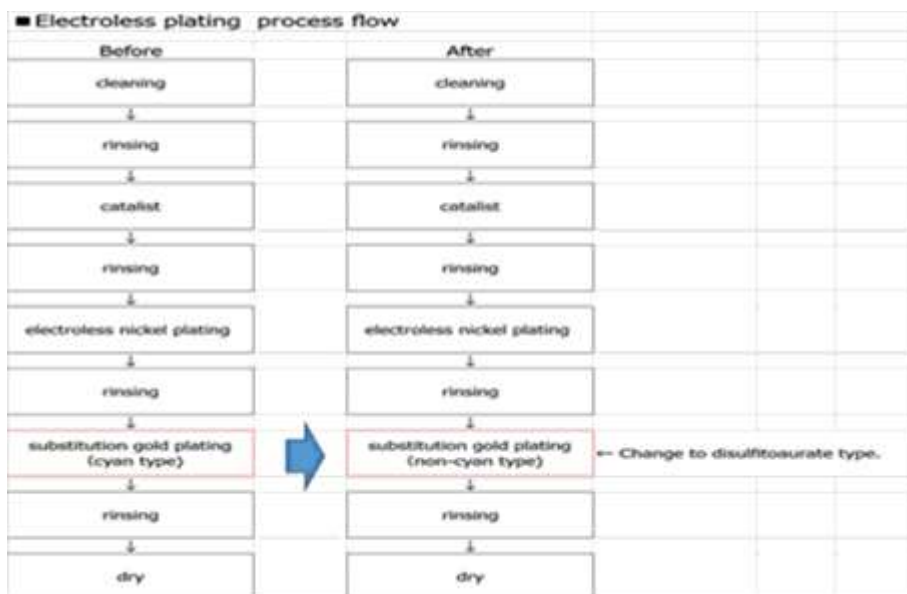 ■Electroless plating process flow
Before
cleaning
↓
rinsing
↓
catalist
↓
rinsing
↓
electroless nickel plating
↓
rinsing
↓
substitution gold plating
(cyan type)
↓
rinsing
↓
dry
After
cleaning
↓
rinsing
↓
catalist
↓
rinsing
↓
electroless nickel plating
↓
rinsing
↓
substitution gold plating
(non-cyan type)
← Change to disulfitoaurate type.
↓
rinsing
↓
dry